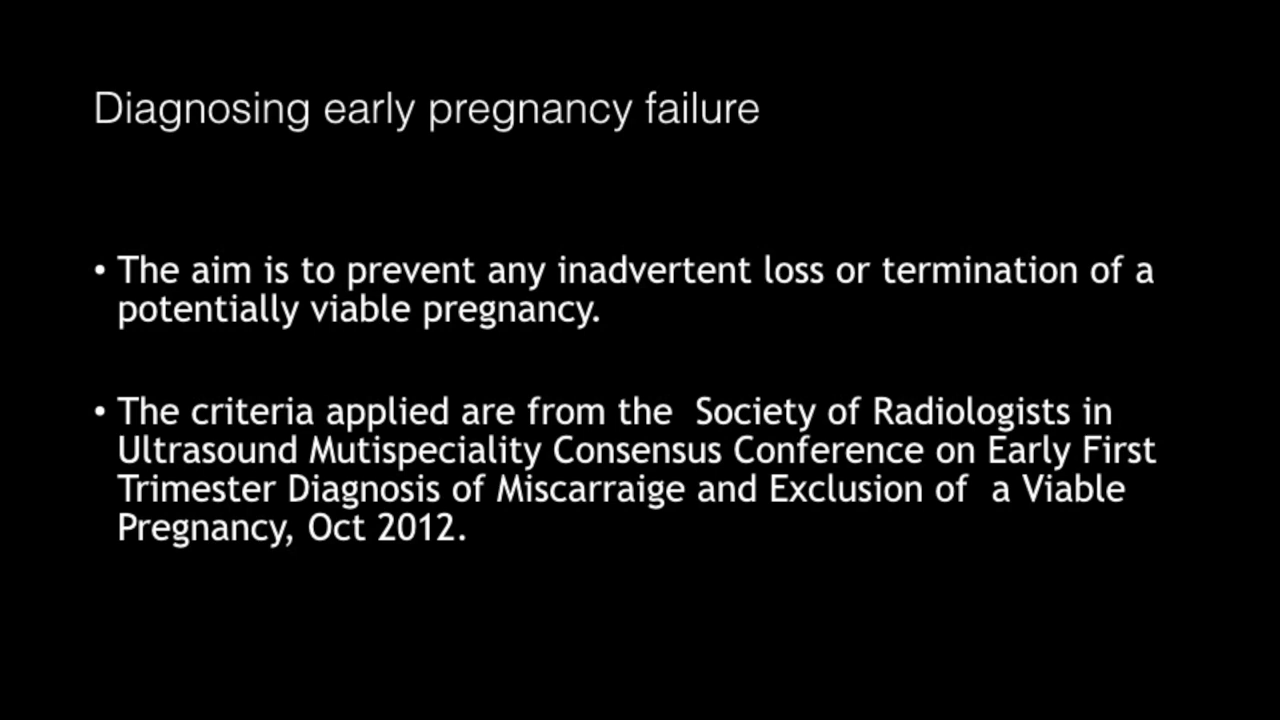 Diagnosing early pregnancy failure
• The aim is to prevent any inadvertent loss or termination of a
potentially viable pregnancy.
• The criteria applied are from the  Society of Radiologists in
Ultrasound Mutispeciality Consensus Conference on Early First
Trimester Diagnosis of Miscarraige and Exclusion of  a Viable
Pregnancy, Oct 2012.